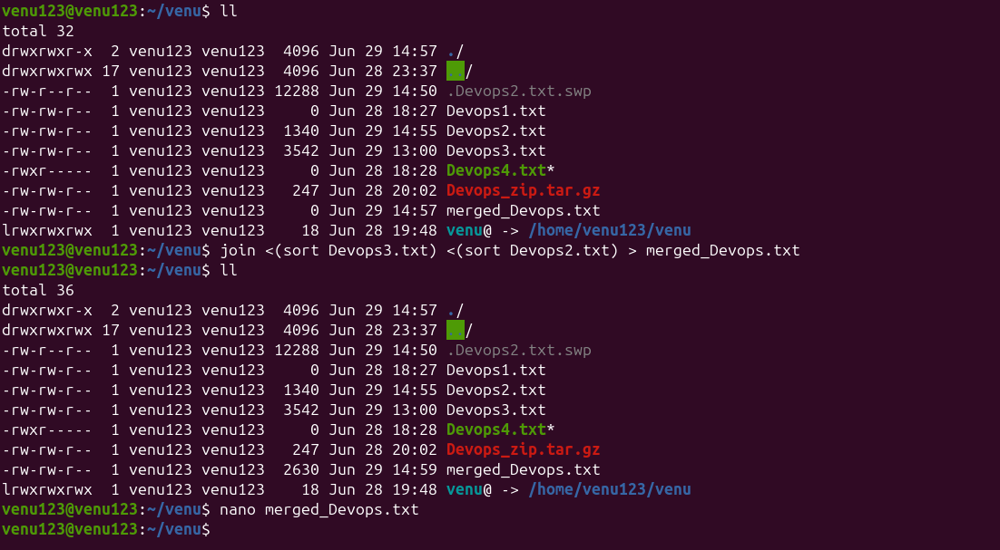 venu123@venu123:~/venu$ ll
total 32
drwxrwxr-x  2 venu123 venu123  4096 Jun 29 14:57 ./
drwxrwxrwx 17 venu123 venu123  4096 Jun 28 23:37 ../
-rw-r--r--  1 venu123 venu123 12288 Jun 29 14:50 .Devops2.txt.swp
-rw-rw-r--  1 venu123 venu123     0 Jun 28 18:27 Devops1.txt
-rw-rw-r--  1 venu123 venu123  1340 Jun 29 14:55 Devops2.txt
-rw-rw-r--  1 venu123 venu123  3542 Jun 29 13:00 Devops3.txt
-rwxr-----  1 venu123 venu123     0 Jun 28 18:28 Devops4.txt*
-rw-rw-r--  1 venu123 venu123   247 Jun 28 20:02 Devops_zip.tar.gz
-rw-rw-r--  1 venu123 venu123     0 Jun 29 14:57 merged_Devops.txt
lrwxrwxrwx  1 venu123 venu123    18 Jun 28 19:48 venu@ -> /home/venu123/venu
venu123@venu123:~/venu$ join <(sort Devops3.txt) <(sort Devops2.txt) > merged_Devops.txt
venu123@venu123:~/venu$ ll
total 36
drwxrwxr-x  2 venu123 venu123  4096 Jun 29 14:57 ./
drwxrwxrwx 17 venu123 venu123  4096 Jun 28 23:37 ../
-rw-r--r--  1 venu123 venu123 12288 Jun 29 14:50 .Devops2.txt.swp
-rw-rw-r--  1 venu123 venu123     0 Jun 28 18:27 Devops1.txt
-rw-rw-r--  1 venu123 venu123  1340 Jun 29 14:55 Devops2.txt
-rw-rw-r--  1 venu123 venu123  3542 Jun 29 13:00 Devops3.txt
-rwxr-----  1 venu123 venu123     0 Jun 28 18:28 Devops4.txt*
-rw-rw-r--  1 venu123 venu123   247 Jun 28 20:02 Devops_zip.tar.gz
-rw-rw-r--  1 venu123 venu123  2630 Jun 29 14:59 merged_Devops.txt
lrwxrwxrwx  1 venu123 venu123    18 Jun 28 19:48 venu@ -> /home/venu123/venu
venu123@venu123:~/venu$ nano merged_Devops.txt
venu123@venu123:~/venu$